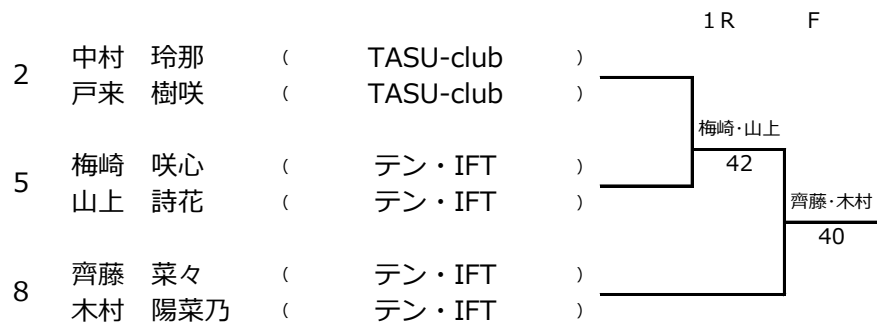 1R F
2 中村 玲那 ( TASU-club )
戸来 樹咲 ( TASU-club )
梅崎・山上
42
5 梅崎 咲心 ( テン・IFT )
山上 詩花 ( テン・IFT )
齊藤・木村
40
8 齊藤 菜々 ( テン・IFT )
木村 陽菜乃 ( テン・IFT )